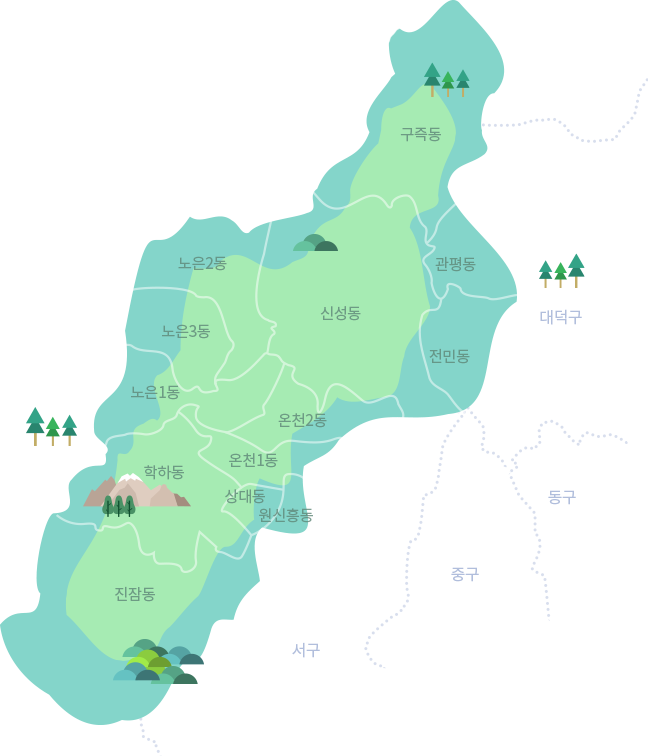 구즉동
노은2동
관평동
신성동
대덕구
노은3동
전민동
노은1동
온천2동
온천1동
학하동
상대동
동구
원신흥동
중구
진잠동
서구